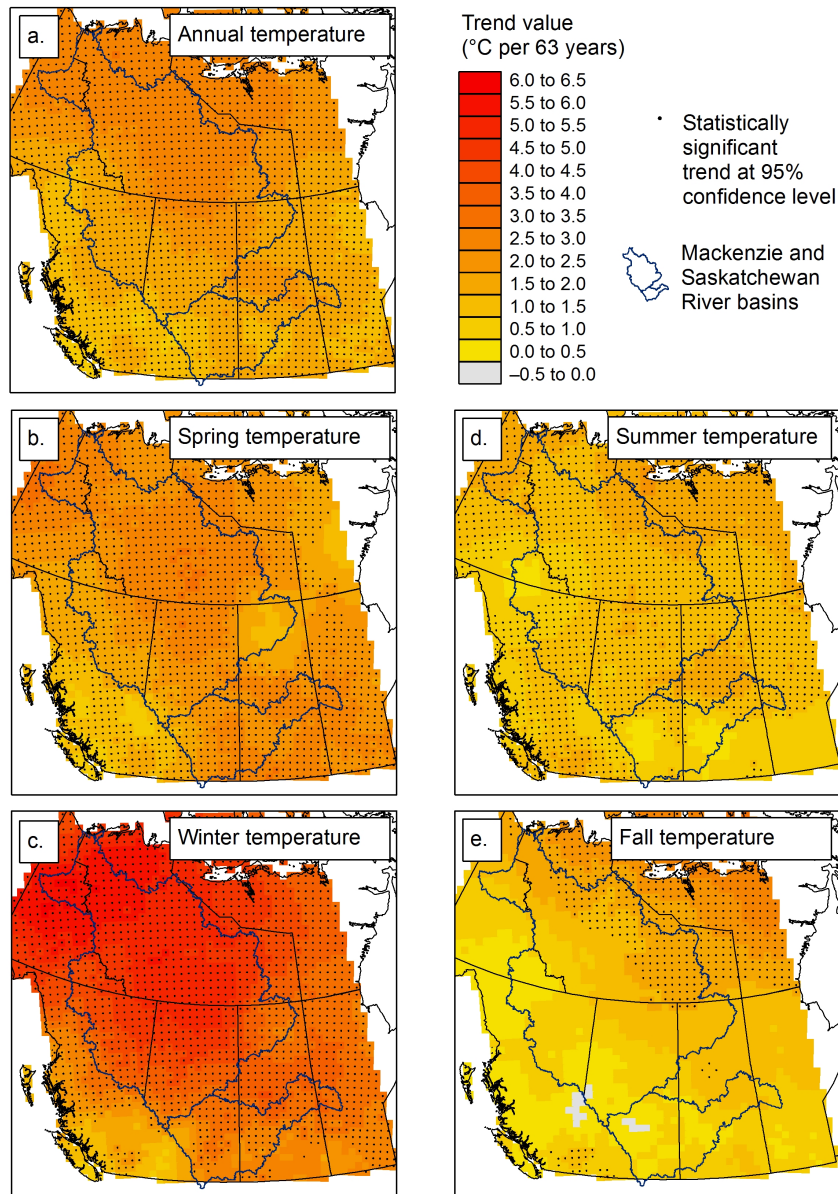 a.
Annual temperature
Trend value
(°C per 63 years)
6.0 to 6.5
5.5 to 6.0
5.0 to 5.5
4.5 to 5.0
4.0 to 4.5
3.5 to 4.0
3.0 to 3.5
2.5 to 3.0
2.0 to 2.5
1.5 to 2.0
1.0 to 1.5
0.5 to 1.0
0.0 to 0.5
–0.5 to 0.0
Statistically
significant
trend at 95%
confidence level
Mackenzie and
Saskatchewan
River basins
b.
Spring temperature
d.
Summer temperature
c.
Winter temperature
e.
Fall temperature